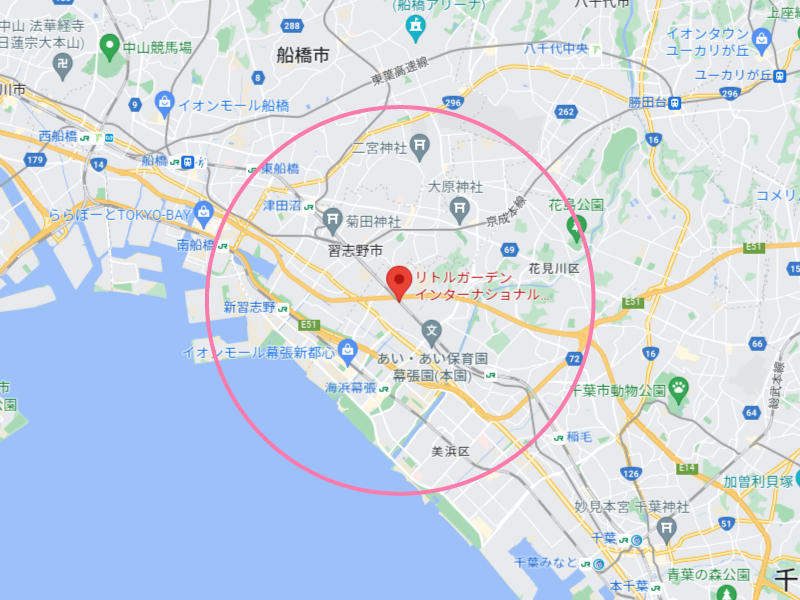 (船橋アリーナ)
八千代市
中山 法華経寺
日蓮宗大本山)
中山競馬場
288
船橋市
イオンタウン
ユーカリが丘
八千代中央
ユーカリが丘
東葉高速線
8
川市
9
イオンモール船橋
296
262
勝田台
296
西船橋
16
179
14
船橋
東船橋
二宮神社
大原神社
津田沼
菊田神社
京成本線
花島公園
ららぽーとTOKYO-BAY
南船橋
習志野市
69
花見川区
E51
リトルガーデン
インターナショナル...
新習志野
E51
E51
文
66
イオンモール幕張新都心
あい・あい保育園
幕張園(本園)
72
16
海浜幕張
千葉市動物公園
総武本線
64
稲毛
美浜区
126
E14
加曽利貝塚
妙見本宮 千葉神社
51
千葉
千葉みなと
本千葉
青葉の森公園
千